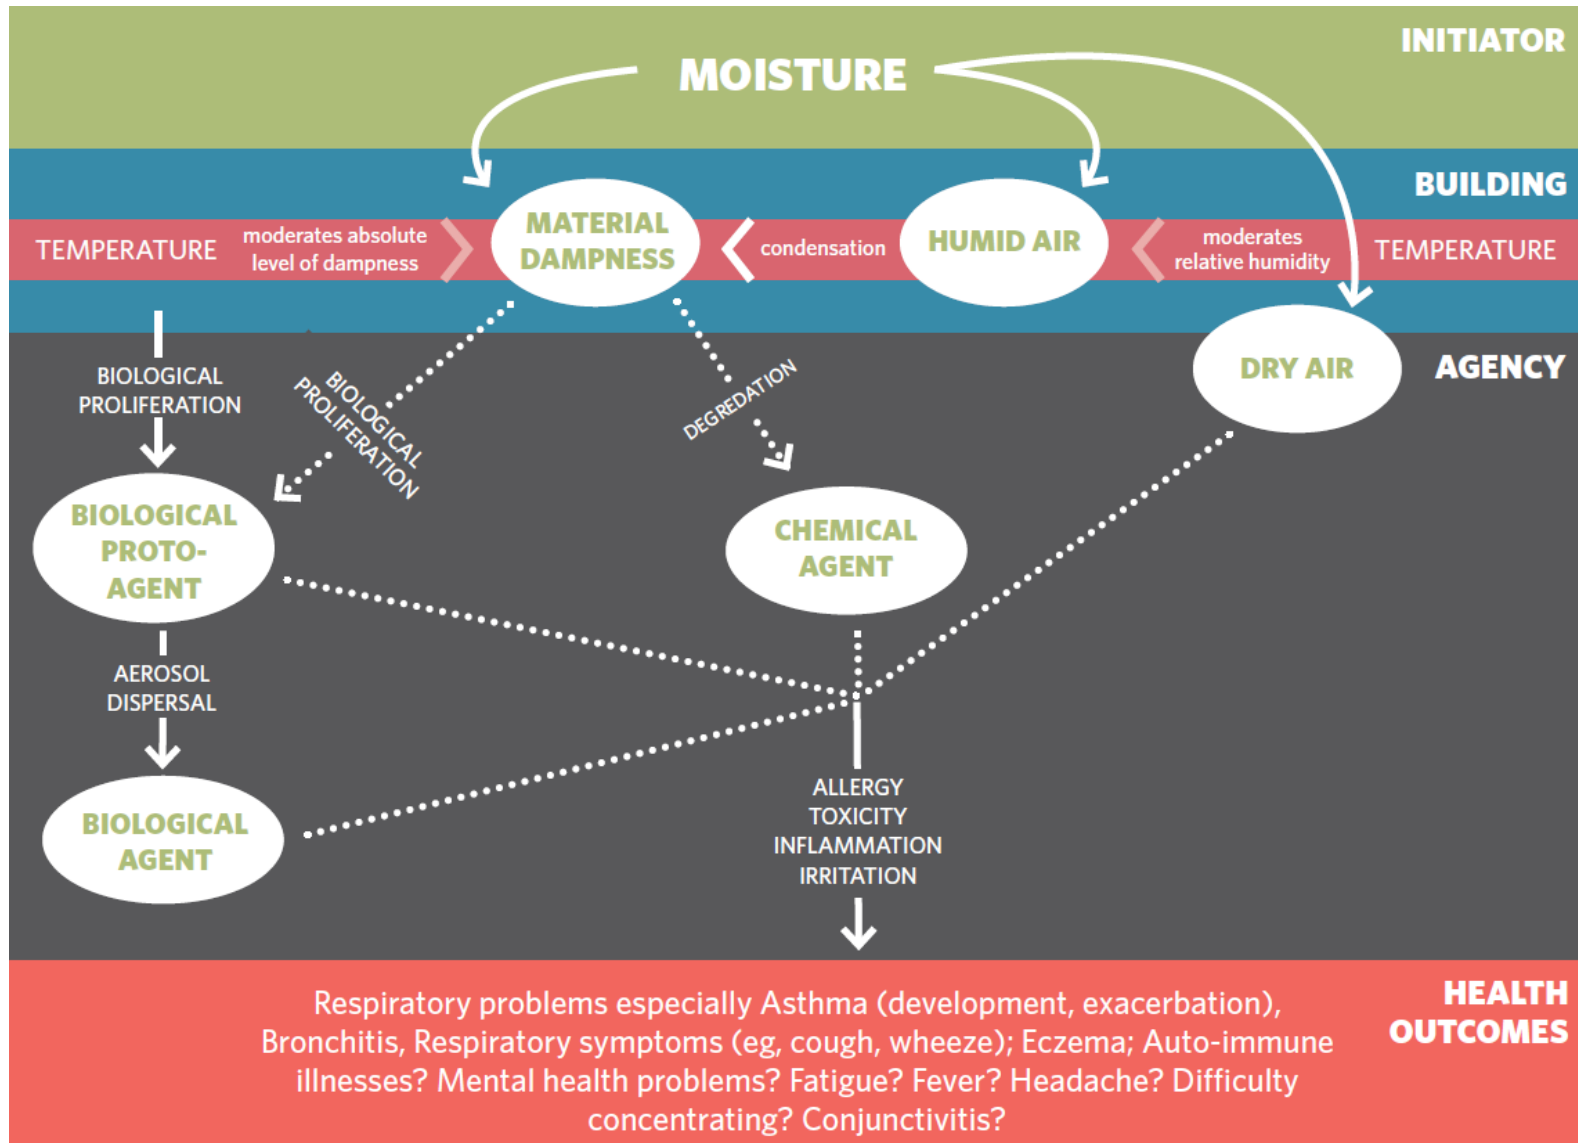 INITIATOR
MOISTURE
BUILDING
TEMPERATURE
moderates absolute
level of dampness
MATERIAL
DAMPNESS
condensation
HUMID AIR
moderates
relative humidity
TEMPERATURE
DRY AIR
AGENCY
BIOLOGICAL
PROLIFERATION
BIOLOGICAL
PROLIFERATION
DEGREDATION
BIOLOGICAL
PROTO-
AGENT
CHEMICAL
AGENT
AEROSOL
DISPERSAL
BIOLOGICAL
AGENT
ALLERGY
TOXICITY
INFLAMMATION
IRRITATION
HEALTH
OUTCOMES
Respiratory problems especially Asthma (development, exacerbation),
Bronchitis, Respiratory symptoms (eg, cough, wheeze); Eczema; Auto-immune
illnesses? Mental health problems? Fatigue? Fever? Headache? Difficulty
concentrating? Conjunctivitis?